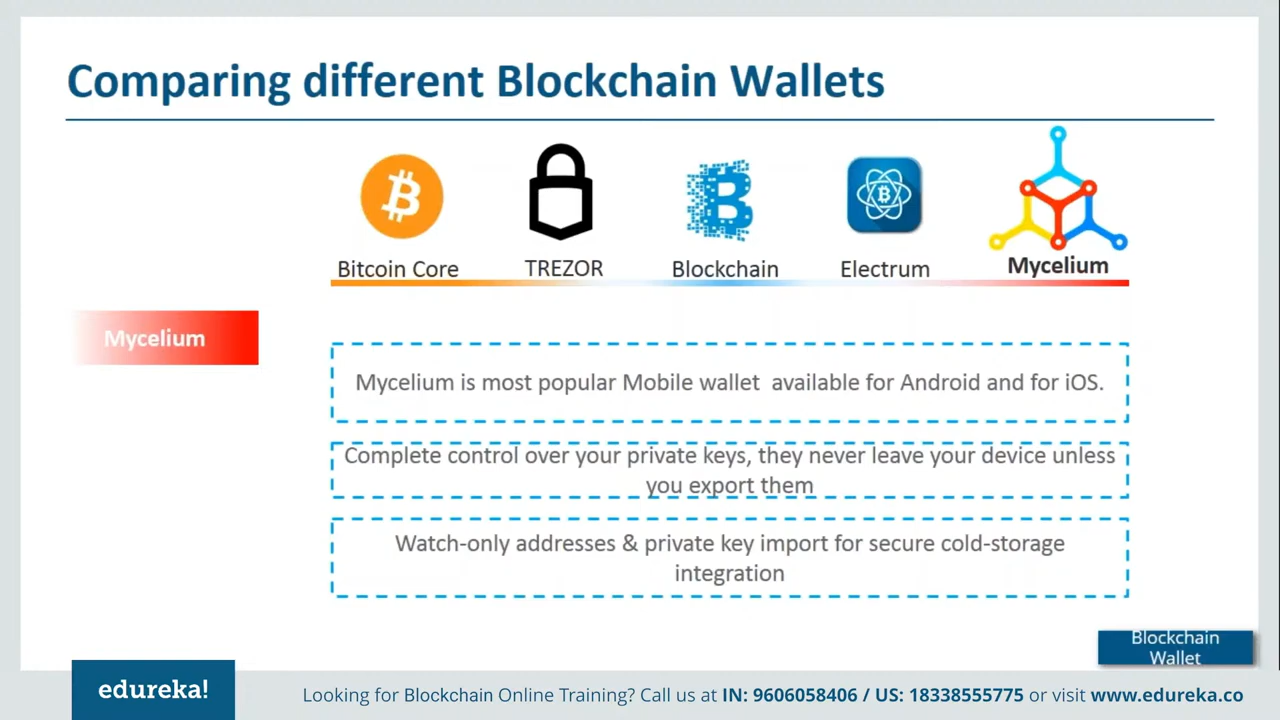 Comparing different Blockchain Wallets
Bitcoin Core
TREZOR
Blockchain
Electrum
Mycelium
Mycelium
Mycelium is most popular Mobile wallet  available for Android and for iOS.
Complete control over your private keys, they never leave your device unless
you export them
Watch-only addresses & private key import for secure cold-storage
integration
Blockchain
Wallet
edureka!
Looking for Blockchain Online Training? Call us at IN: 9606058406 / US: 18338555775 or visit www.edureka.co